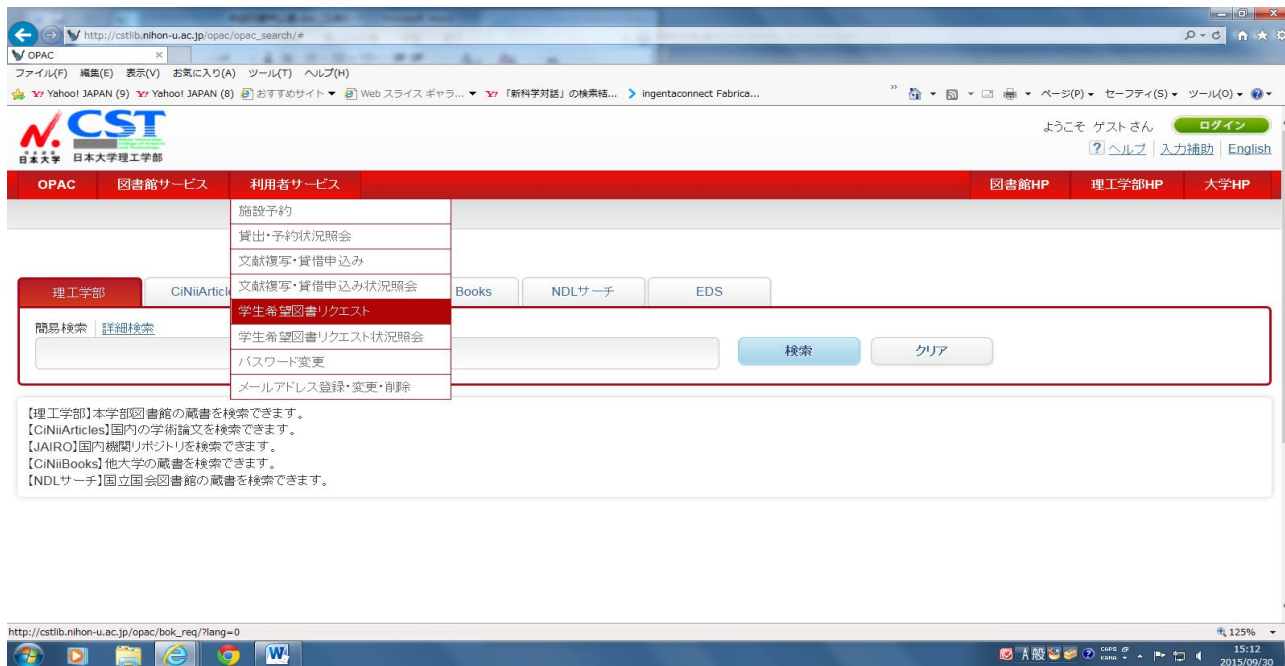 http://cstlib.nihon-u.ac.jp/opac/opac_search/#
OPAC
ファイル(F) 編集(E) 表示(V) お気に入り(A) ツール(T) ヘルプ(H)
Yahoo! JAPAN (9) Yahoo! JAPAN (8) おすすめサイト ▼ Web スライス ギャラ... ▼ 「新科学対話」の検索結... ingentaconnect Fabrica...
ページ(P) セーフティ(S) ツール(O)
CST
日本大学 日本大学理工学部
ようこそ ゲスト さん ログイン
? ヘルプ 入力補助 English
OPAC 図書館サービス 利用者サービス 図書館HP 理工学部HP 大学HP
施設予約
貸出・予約状況照会
文献複写・貸借申込み
文献複写・貸借申込み状況照会
学生希望図書リクエスト
学生希望図書リクエスト状況照会
パスワード変更
メールアドレス登録・変更・削除
理工学部 CiNiiArticl Books NDLサーチ EDS
簡易検索 詳細検索
検索 クリア
【理工学部】本学部図書館の蔵書を検索できます。
【CiNiiArticles】国内の学術論文を検索できます。
【JAIRO】国内機関リポジトリを検索できます。
【CiNiiBooks】他大学の蔵書を検索できます。
【NDLサーチ】国立国会図書館の蔵書を検索できます。
http://cstlib.nihon-u.ac.jp/opac/bok_req/?lang=0
125%
A 般 CAPS KANA 15:12
2015/09/30